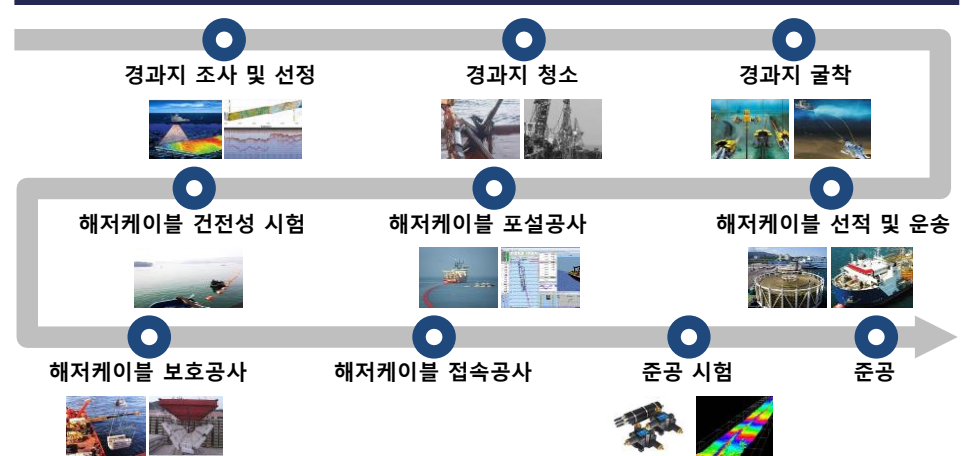 경과지 조사 및 선정
경과지 청소
경과지 굴착
해저케이블 건전성 시험
해저케이블 포설공사
해저케이블 선적 및 운송
해저케이블 보호공사
해저케이블 접속공사
준공 시험
준공